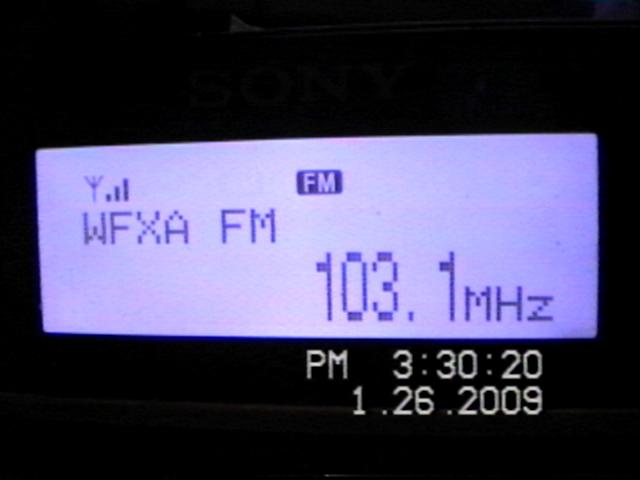 SONY
FM
WFXA FM
103.1MHz
PM 3:30:20
1.26.2009